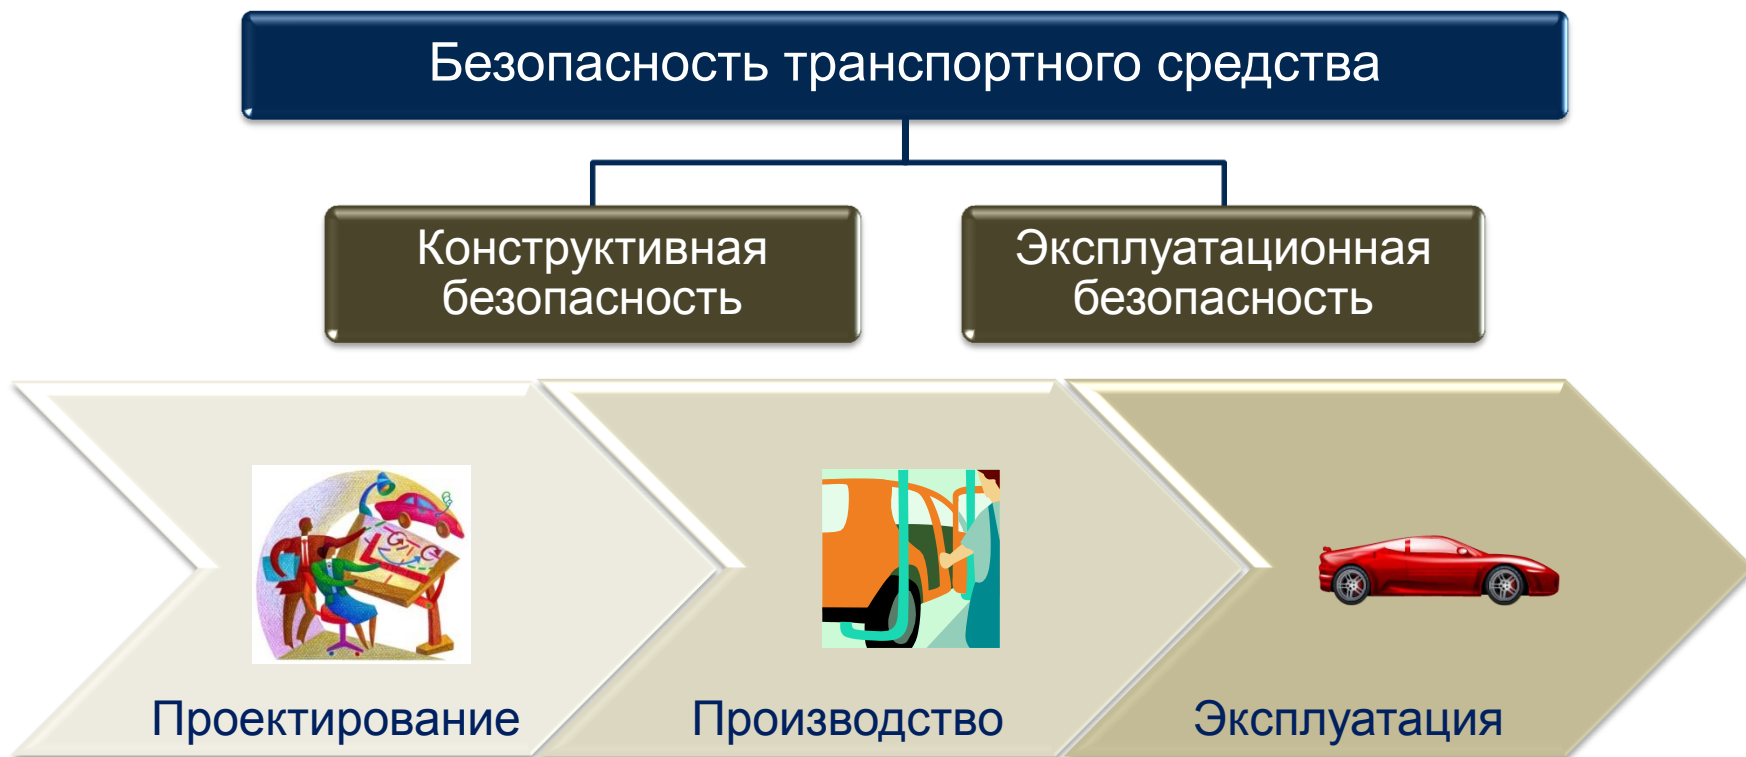 Безопасность транспортного средства
Конструктивная
безопасность
Эксплуатационная
безопасность
Проектирование
Производство
Эксплуатация